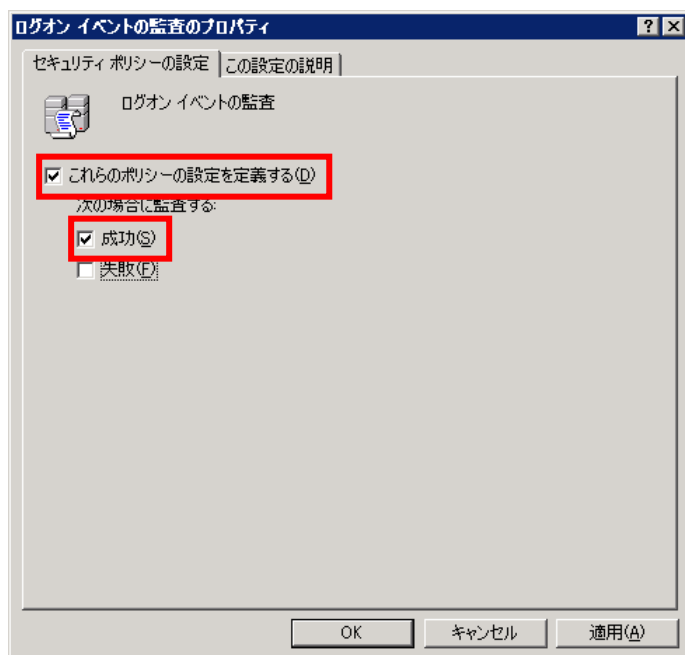 ログオン イベントの監査のプロパティ
セキュリティ ポリシーの設定 この設定の説明
ログオン イベントの監査
これらのポリシーの設定を定義する(D)
次の場合に監査する:
成功(S)
失敗(F)
OK キャンセル 適用(A)